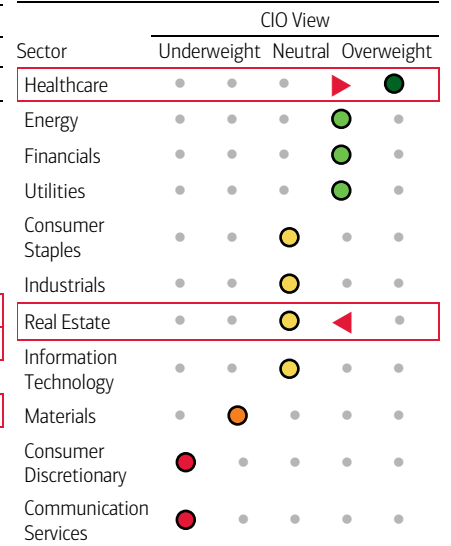 CIO View
Sector Underweight Neutral Overweight
Healthcare
Energy
Financials
Utilities
Consumer
Staples
Industrials
Real Estate
Information
Technology
Materials
Consumer
Discretionary
Communication
Services